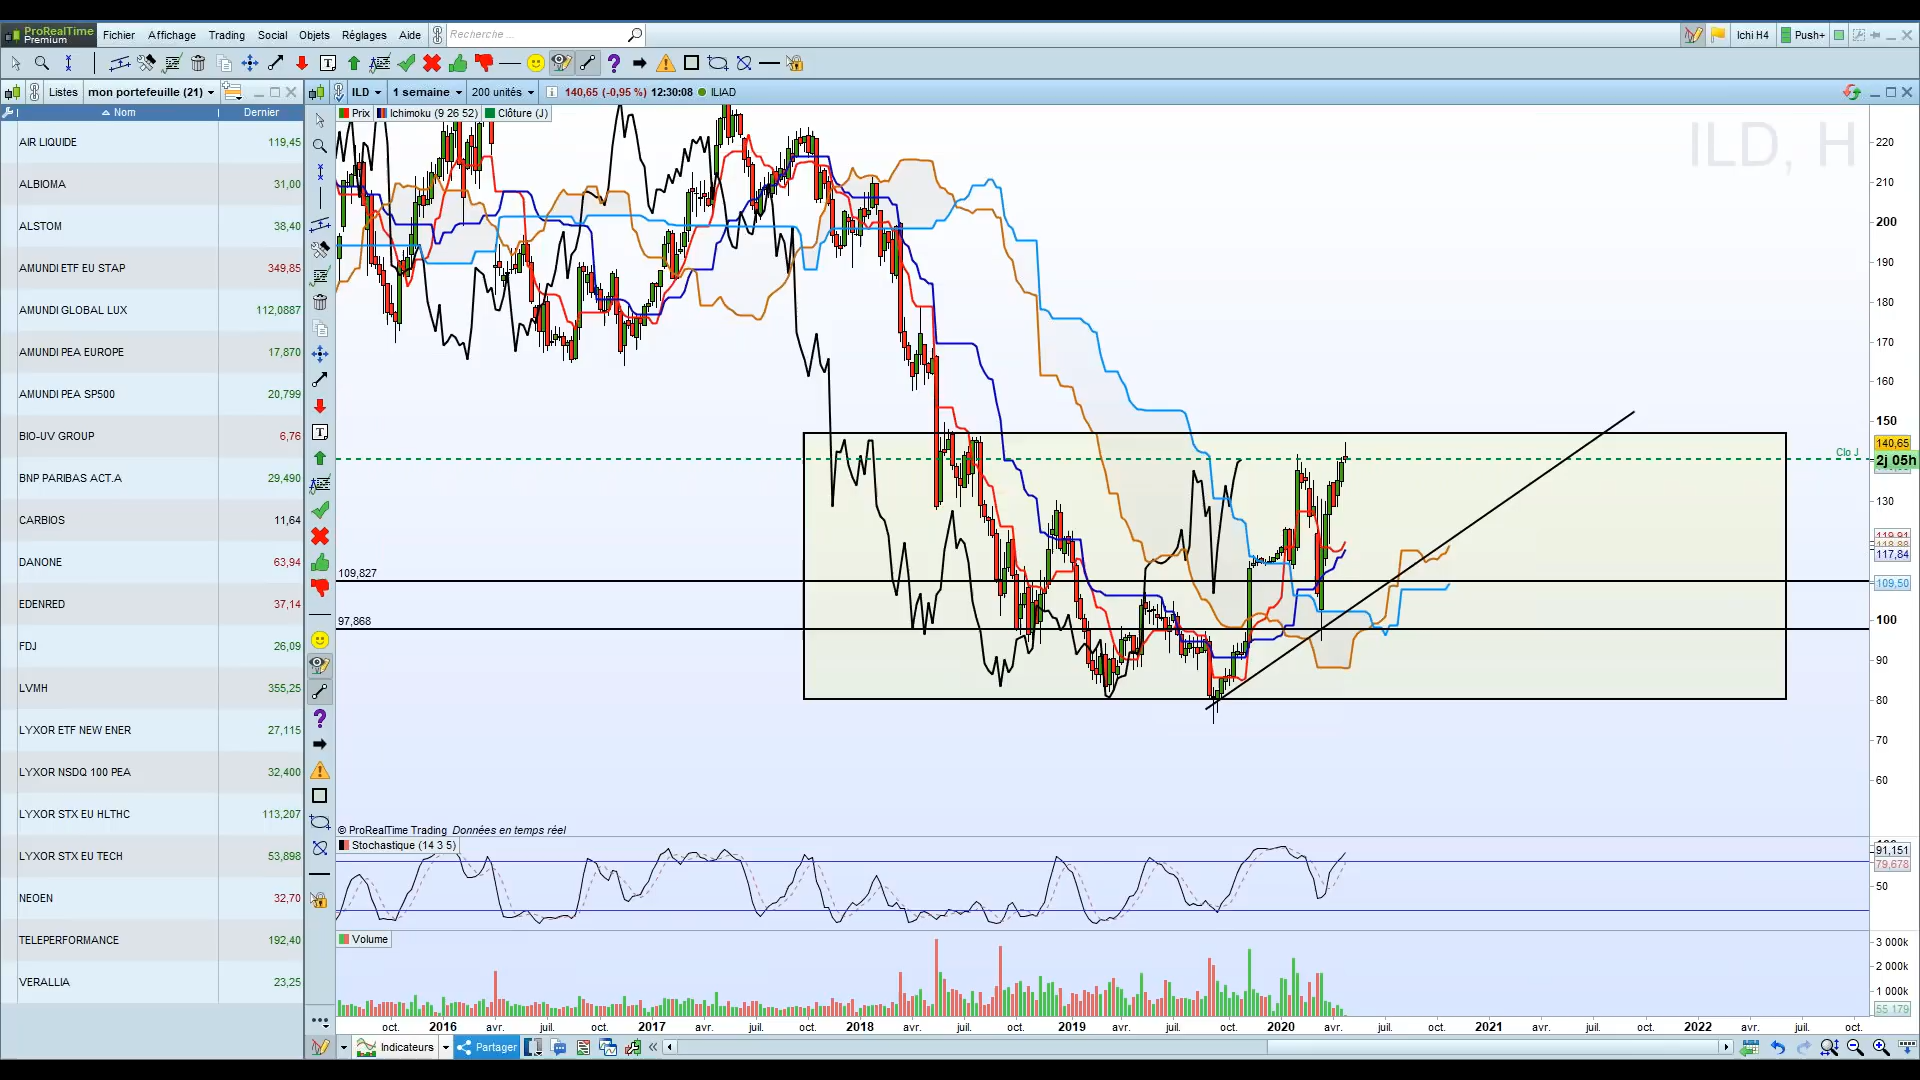 ProRealTime
Premium
Fichier Affichage Trading Social Objets Réglages Aide Recherche ... Ichi H4 Push+
Listes mon portefeuille (21)
ILD 1 semaine 200 unités 140,65 (-0,95 %) 12:30:08 ILIAD
Nom Dernier
Prix Ichimoku (9 26 52) Clôture (J)
ILD, H
AIR LIQUIDE 119,45
ALBIOMA 31,00
ALSTOM 38,40
AMUNDI ETF EU STAP 349,85
AMUNDI GLOBAL LUX 112,0887
AMUNDI PEA EUROPE 17,870
AMUNDI PEA SP500 20,799
BIO-UV GROUP 6,76
BNP PARIBAS ACT.A 29,490
CARBIOS 11,64
DANONE 63,94
EDENRED 37,14
FDJ 26,09
LVMH 355,25
LYXOR ETF NEW ENER 27,115
LYXOR NSDQ 100 PEA 32,400
LYXOR STX EU HLTHC 113,207
LYXOR STX EU TECH 53,898
NEOEN 32,70
TELEPERFORMANCE 192,40
VERALLIA 23,25
220
210
200
190
180
170
160
150
140,65
Clo J
2j 05h
130
117,84
109,827
109,50
97,868
100
90
80
70
60
© ProRealTime Trading Données en temps réel
Stochastique (14 3 5)
91,151
79,678
50
Volume
3 000k
2 000k
1 000k
55 179
oct. 2016 avr. juil. oct. 2017 avr. juil. oct. 2018 avr. juil. oct. 2019 avr. juil. oct. 2020 avr. juil. oct. 2021 avr. juil. oct. 2022 avr. juil. oct.
Indicateurs Partager